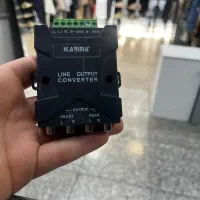 KARINA
LINE OUTPUT
CONVERTER
OUTPUT
FRONT REAR